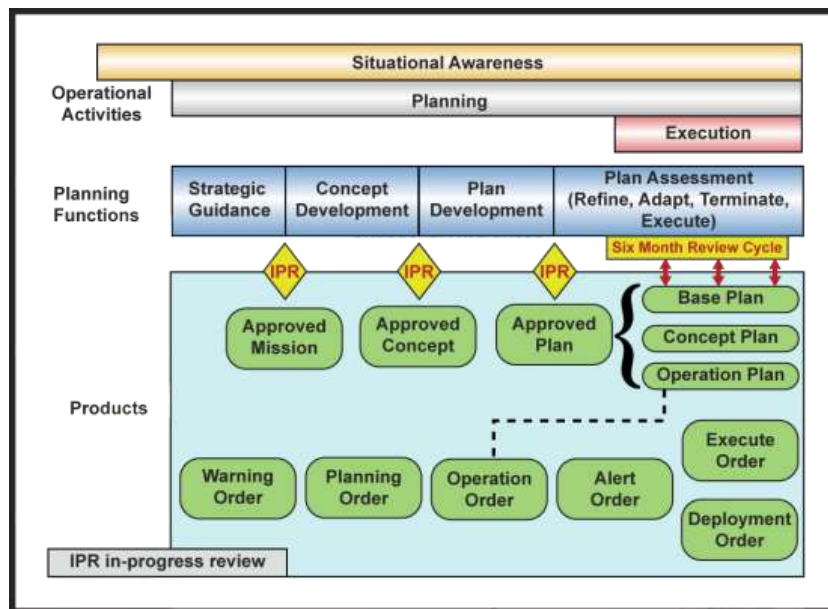 Situational Awareness
Operational
Activities
Planning
Execution
Planning
Functions
Strategic
Guidance
Concept
Development
Plan
Development
Plan Assessment
(Refine, Adapt, Terminate,
Execute)
Six Month Review Cycle
IPR
IPR
IPR
Approved
Mission
Approved
Concept
Approved
Plan
Base Plan
Concept Plan
Operation Plan
Products
Warning
Order
Planning
Order
Operation
Order
Alert
Order
Execute
Order
Deployment
Order
IPR in-progress review